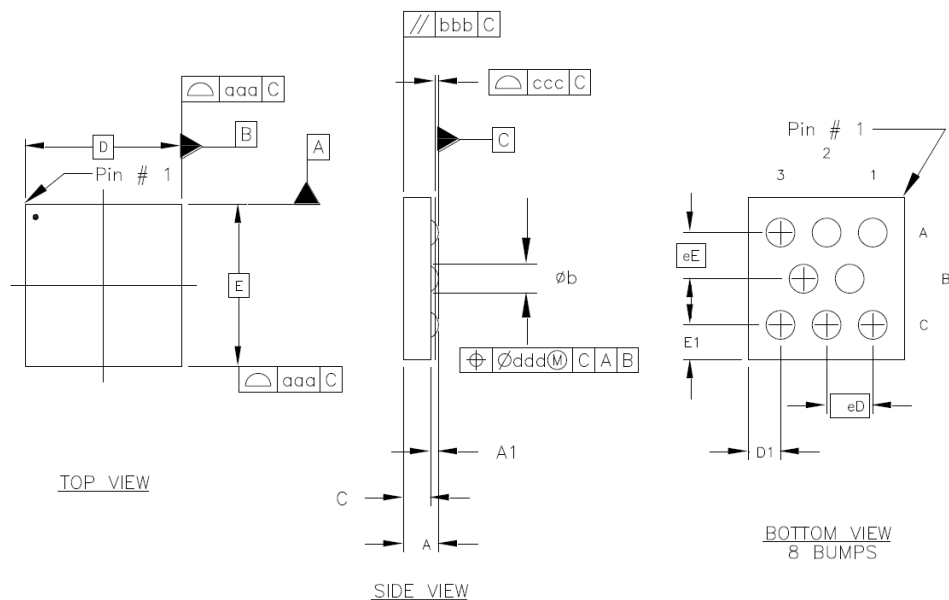 // bbb C
⌓ ccc C
⌓ aaa C
D
B
A
C
Pin # 1
Pin # 1
2
3
1
E
eE
A
B
C
Øb
E1
⌖ Øddd Ⓜ C A B
⌓ aaa C
eD
D1
A1
C
A
TOP VIEW
SIDE VIEW
BOTTOM VIEW
8 BUMPS